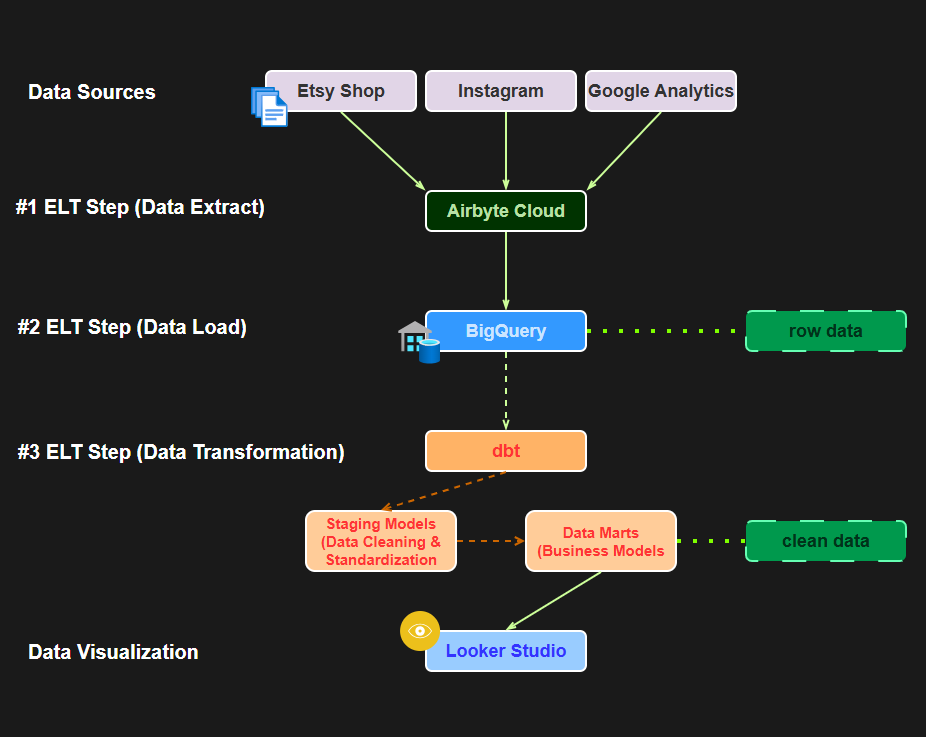 Data Sources
Etsy Shop
Instagram
Google Analytics
#1 ELT Step (Data Extract)
Airbyte Cloud
#2 ELT Step (Data Load)
BigQuery
row data
#3 ELT Step (Data Transformation)
dbt
Staging Models
(Data Cleaning &
Standardization
Data Marts
(Business Models
clean data
Data Visualization
Looker Studio